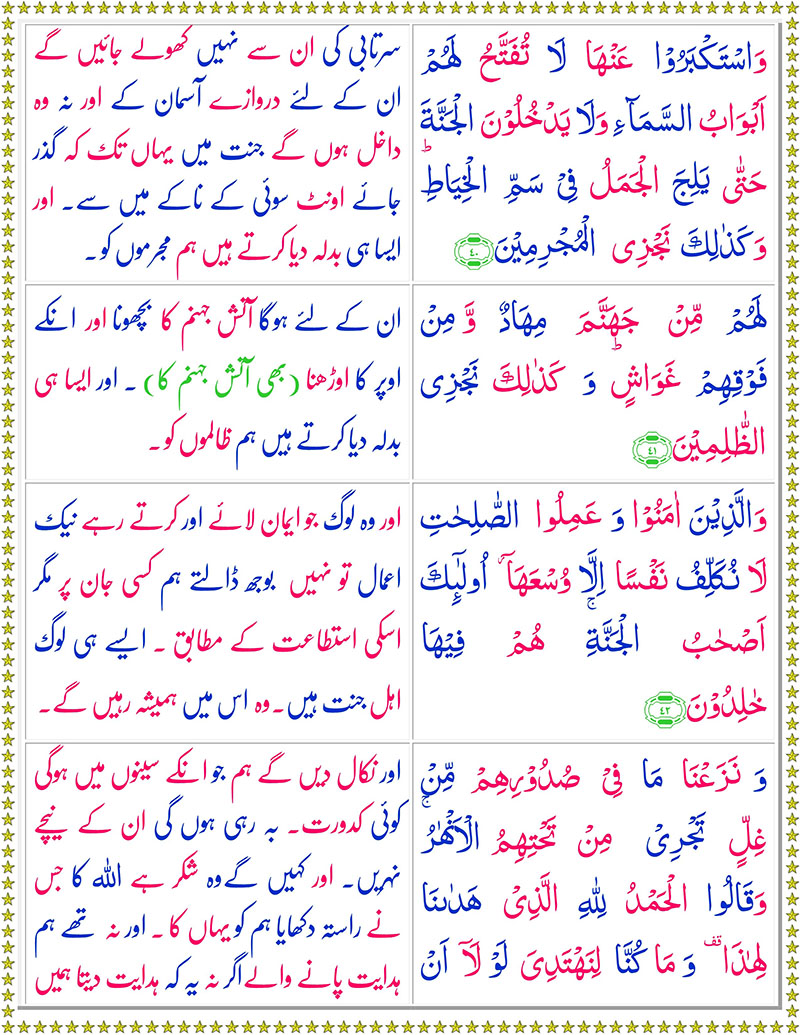 وَاسْتَكْبَرُوْا عَنْهَا لَا تُفَتَّحُ لَهُمْ
اَبْوَابُ السَّمَآءِ وَلَا يَدْخُلُوْنَ الْجَنَّةَ
حَتّٰى يَلِجَ الْجَمَلُ فِيْ سَمِّ الْخِيَاطِ ؕ
وَكَذٰلِكَ نَجْزِى الْمُجْرِمِيْنَ ﴿٤٠﴾
سرتابی کی ان سے نہیں کھولے جائیں گے
ان کے لئے دروازے آسمان کے اور نہ وہ
داخل ہوں گے جنت میں یہاں تک کہ گذر
جائے اونٹ سوئی کے ناکے میں سے۔ اور
ایسا ہی بدلہ دیا کرتے ہیں ہم مجرموں کو۔
لَهُمْ مِّنْ جَهَنَّمَ مِهَادٌ وَّ مِنْ
فَوْقِهِمْ غَوَاشٍ ؕ وَ كَذٰلِكَ نَجْزِى
الظّٰلِمِيْنَ ﴿٤١﴾
ان کے لئے ہوگا آتش جہنم کا بچھونا اور انکے
اوپر کا اوڑھنا (بھی آتش جہنم کا) ۔ اور ایسا ہی
بدلہ دیا کرتے ہیں ہم ظالموں کو۔
وَالَّذِيْنَ اٰمَنُوْا وَ عَمِلُوا الصّٰلِحٰتِ
لَا نُكَلِّفُ نَفْسًا اِلَّا وُسْعَهَاۤ اُولٰٓئِكَ
اَصْحٰبُ الْجَنَّةِ ۚ هُمْ فِيْهَا
خٰلِدُوْنَ ﴿٤٢﴾
اور وہ لوگ جو ایمان لائے اور کرتے رہے نیک
اعمال تو نہیں بوجھ ڈالتے ہم کسی جان پر مگر
اسکی استطاعت کے مطابق ۔ ایسے ہی لوگ
اہل جنت ہیں۔ وہ اس میں ہمیشہ رہیں گے۔
وَ نَزَعْنَا مَا فِيْ صُدُوْرِهِمْ مِّنْ
غِلٍّ تَجْرِيْ مِنْ تَحْتِهِمُ الْاَنْهٰرُ ۚ
وَقَالُوا الْحَمْدُ لِلّٰهِ الَّذِيْ هَدٰىنَا
لِهٰذَا ۛقف وَ مَا كُنَّا لِنَهْتَدِىَ لَوْ لَاۤ اَنْ
اور نکال دیں گے ہم جو انکے سینوں میں ہوگی
کوئی کدورت۔ بہ رہی ہوں گی ان کے نیچے
نہریں۔ اور کہیں گے وہ شکر ہے اللہ کا جس
نے راستہ دکھایا ہم کو یہاں کا ۔ اور نہ تھے ہم
ہدایت پانے والے اگر نہ یہ کہ ہدایت دیتا ہمیں